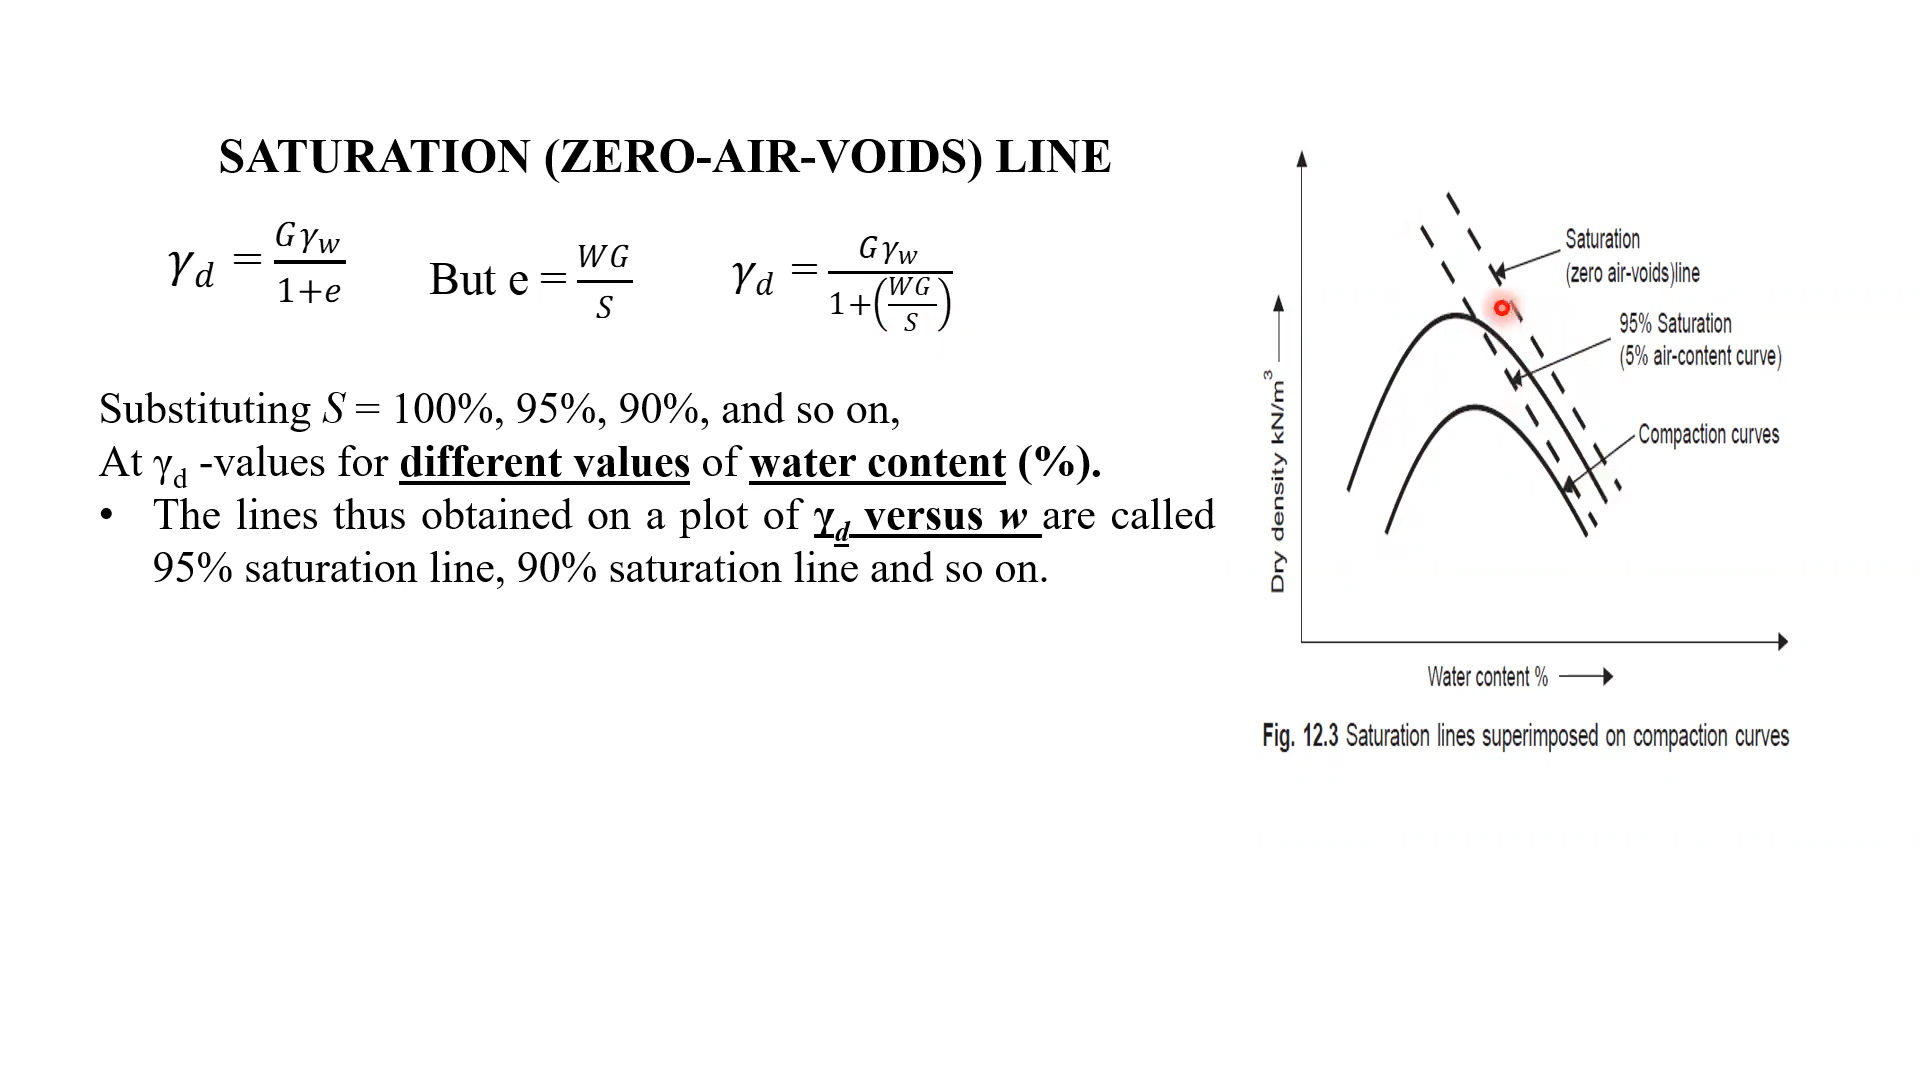 SATURATION (ZERO-AIR-VOIDS) LINE
γd = Gγw / 1+e   But e = WG / S   γd = Gγw / 1+(WG / S)
Substituting S = 100%, 95%, 90%, and so on,
At γd -values for different values of water content (%).
• The lines thus obtained on a plot of γd versus w are called
95% saturation line, 90% saturation line and so on.
Saturation
(zero air-voids)line
95% Saturation
(5% air-content curve)
Compaction curves
Dry density kN/m³
Water content %
Fig. 12.3 Saturation lines superimposed on compaction curves